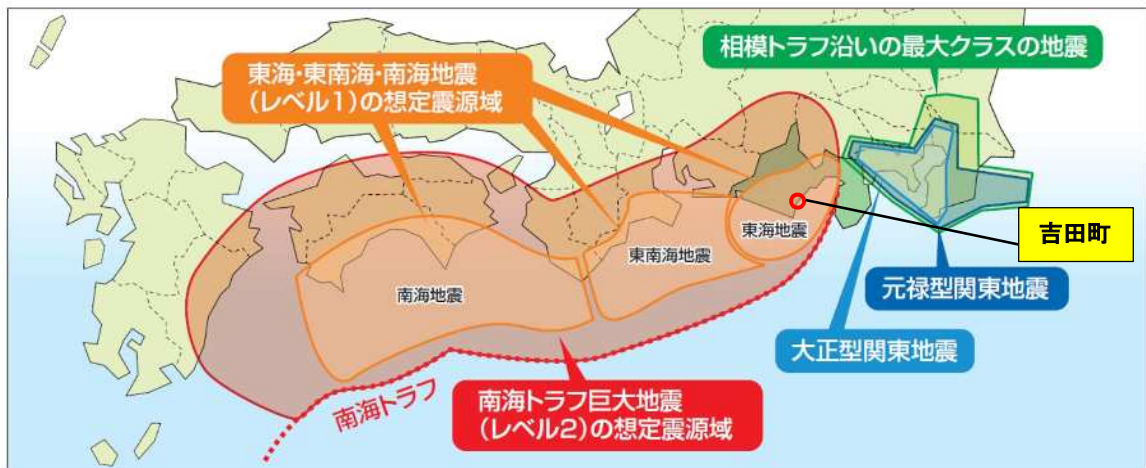 相模トラフ沿いの最大クラスの地震
東海・東南海・南海地震
(レベル1)の想定震源域
吉田町
東海地震
東南海地震
南海地震
元禄型関東地震
大正型関東地震
南海トラフ
南海トラフ巨大地震
(レベル2)の想定震源域